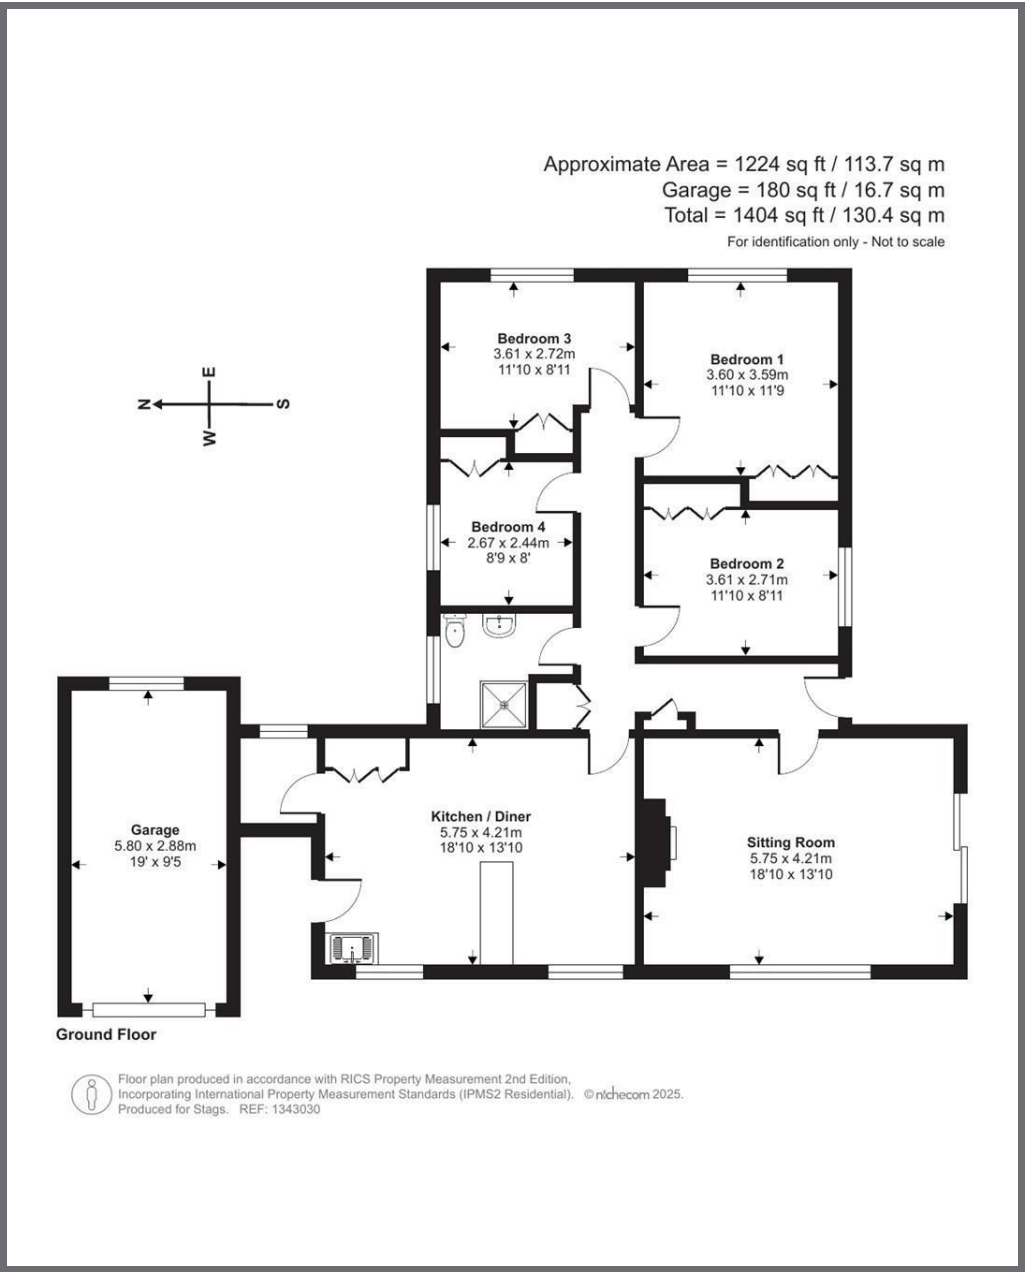 Approximate Area = 1224 sq ft / 113.7 sq m
Garage = 180 sq ft / 16.7 sq m
Total = 1404 sq ft / 130.4 sq m
For identification only - Not to scale
Bedroom 3
3.61 x 2.72m
11'10 x 8'11
Bedroom 1
3.60 x 3.59m
11'10 x 11'9
E
N
S
W
Bedroom 4
2.67 x 2.44m
8'9 x 8'
Bedroom 2
3.61 x 2.71m
11'10 x 8'11
Garage
5.80 x 2.88m
19' x 9'5
Kitchen / Diner
5.75 x 4.21m
18'10 x 13'10
Sitting Room
5.75 x 4.21m
18'10 x 13'10
Ground Floor
Floor plan produced in accordance with RICS Property Measurement 2nd Edition,
Incorporating International Property Measurement Standards (IPMS2 Residential). © nichecom 2025.
Produced for Stags. REF: 1343030